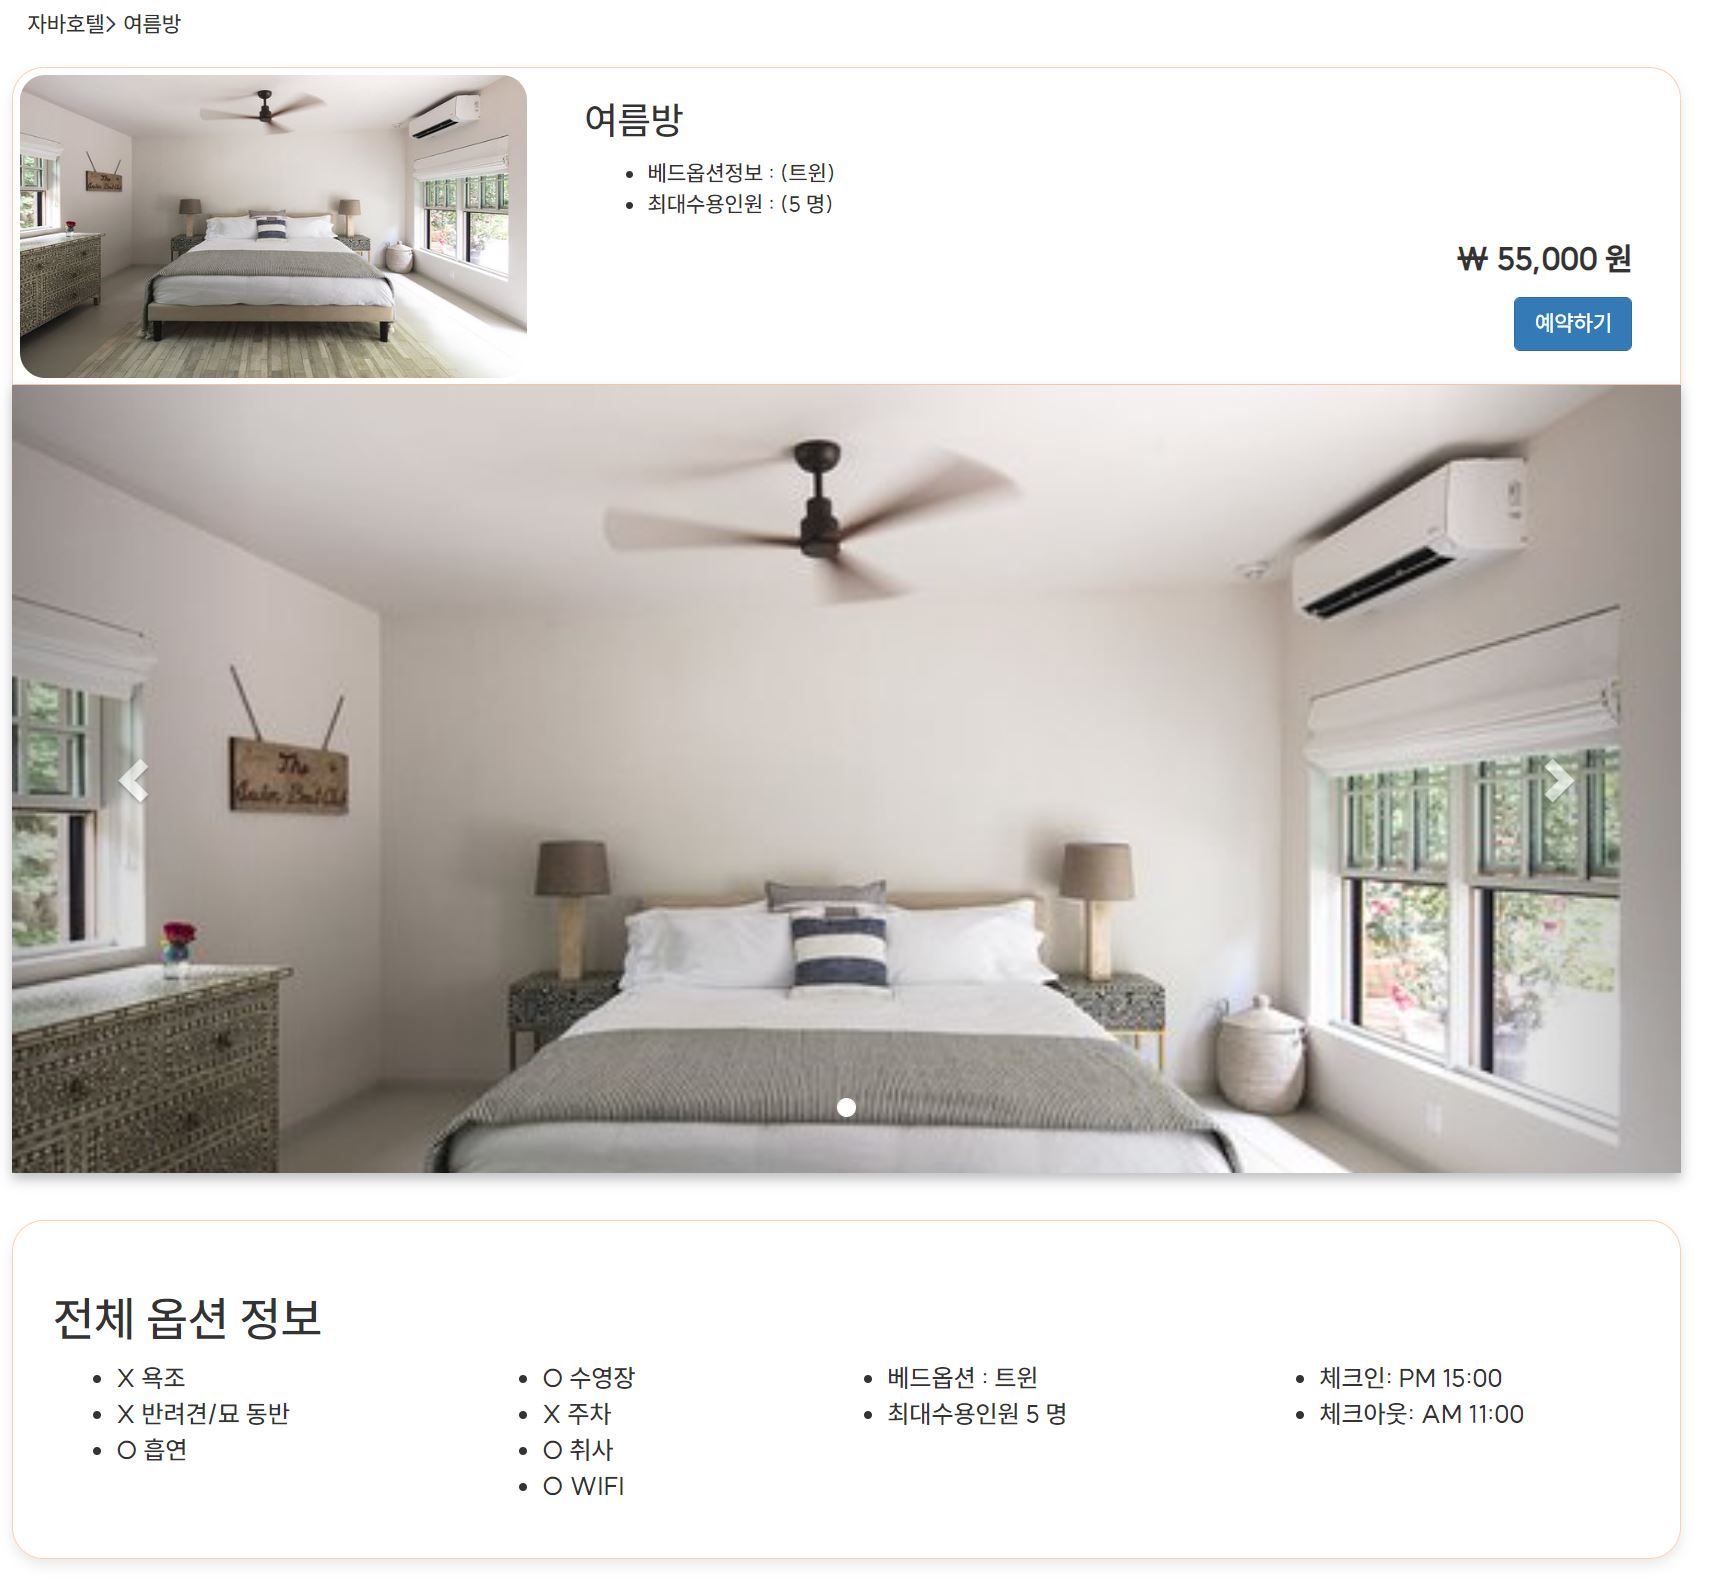 자바호텔> 여름방
여름방
베드옵션정보 : (트윈)
최대수용인원 : (5 명)
₩ 55,000 원
예약하기
The
전체 옵션 정보
X 욕조
X 반려견/묘 동반
O 흡연
O 수영장
X 주차
O 취사
O WIFI
베드옵션 : 트윈
최대수용인원 5 명
체크인: PM 15:00
체크아웃: AM 11:00